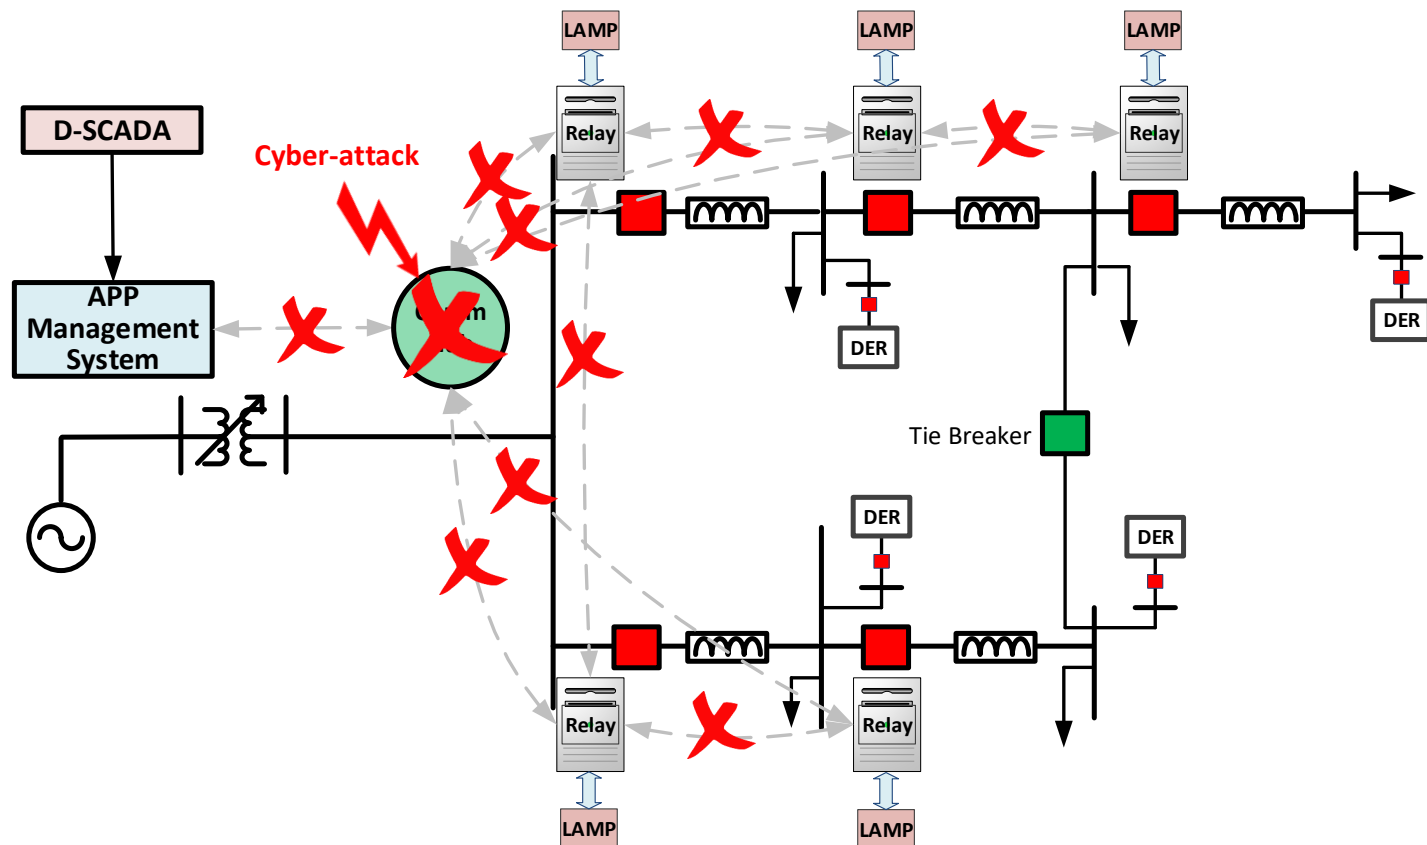 LAMP
LAMP
LAMP
D-SCADA
Relay
Relay
Relay
Cyber-attack
APP
Management
System
DER
DER
Tie Breaker
DER
DER
Relay
Relay
LAMP
LAMP